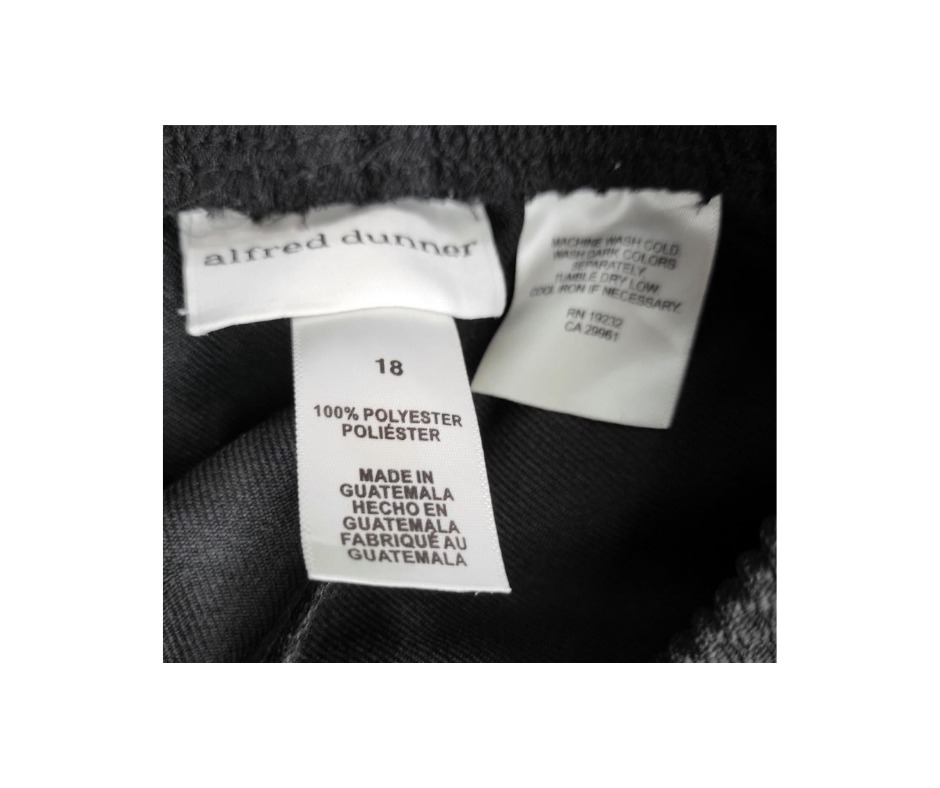 alfred dunner
18
100% POLYESTER
POLIÉSTER
MADE IN
GUATEMALA
HECHO EN
GUATEMALA
FABRIQUÉ AU
GUATEMALA
MACHINE WASH COLD.
WASH DARK COLORS
SEPARATELY.
TUMBLE DRY LOW
COOL IRON IF NECESSARY.
RN 19232
CA 29961